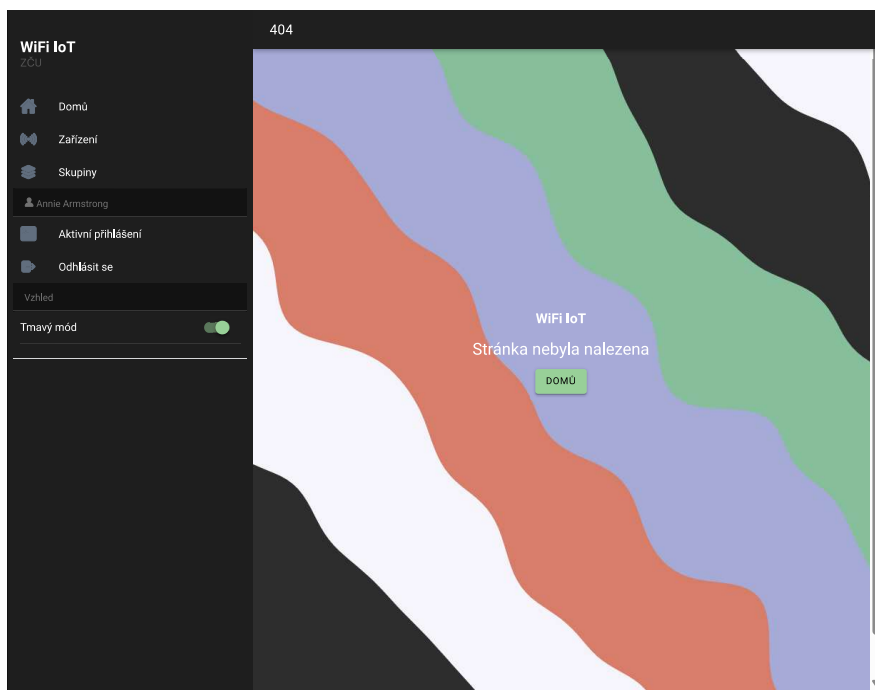 WiFi IoT
ZČU
Domů
Zařízení
Skupiny
Annie Armstrong
Aktivní přihlášení
Odhlásit se
Vzhled
Tmavý mód
404
WiFi IoT
Stránka nebyla nalezena
DOMŮ